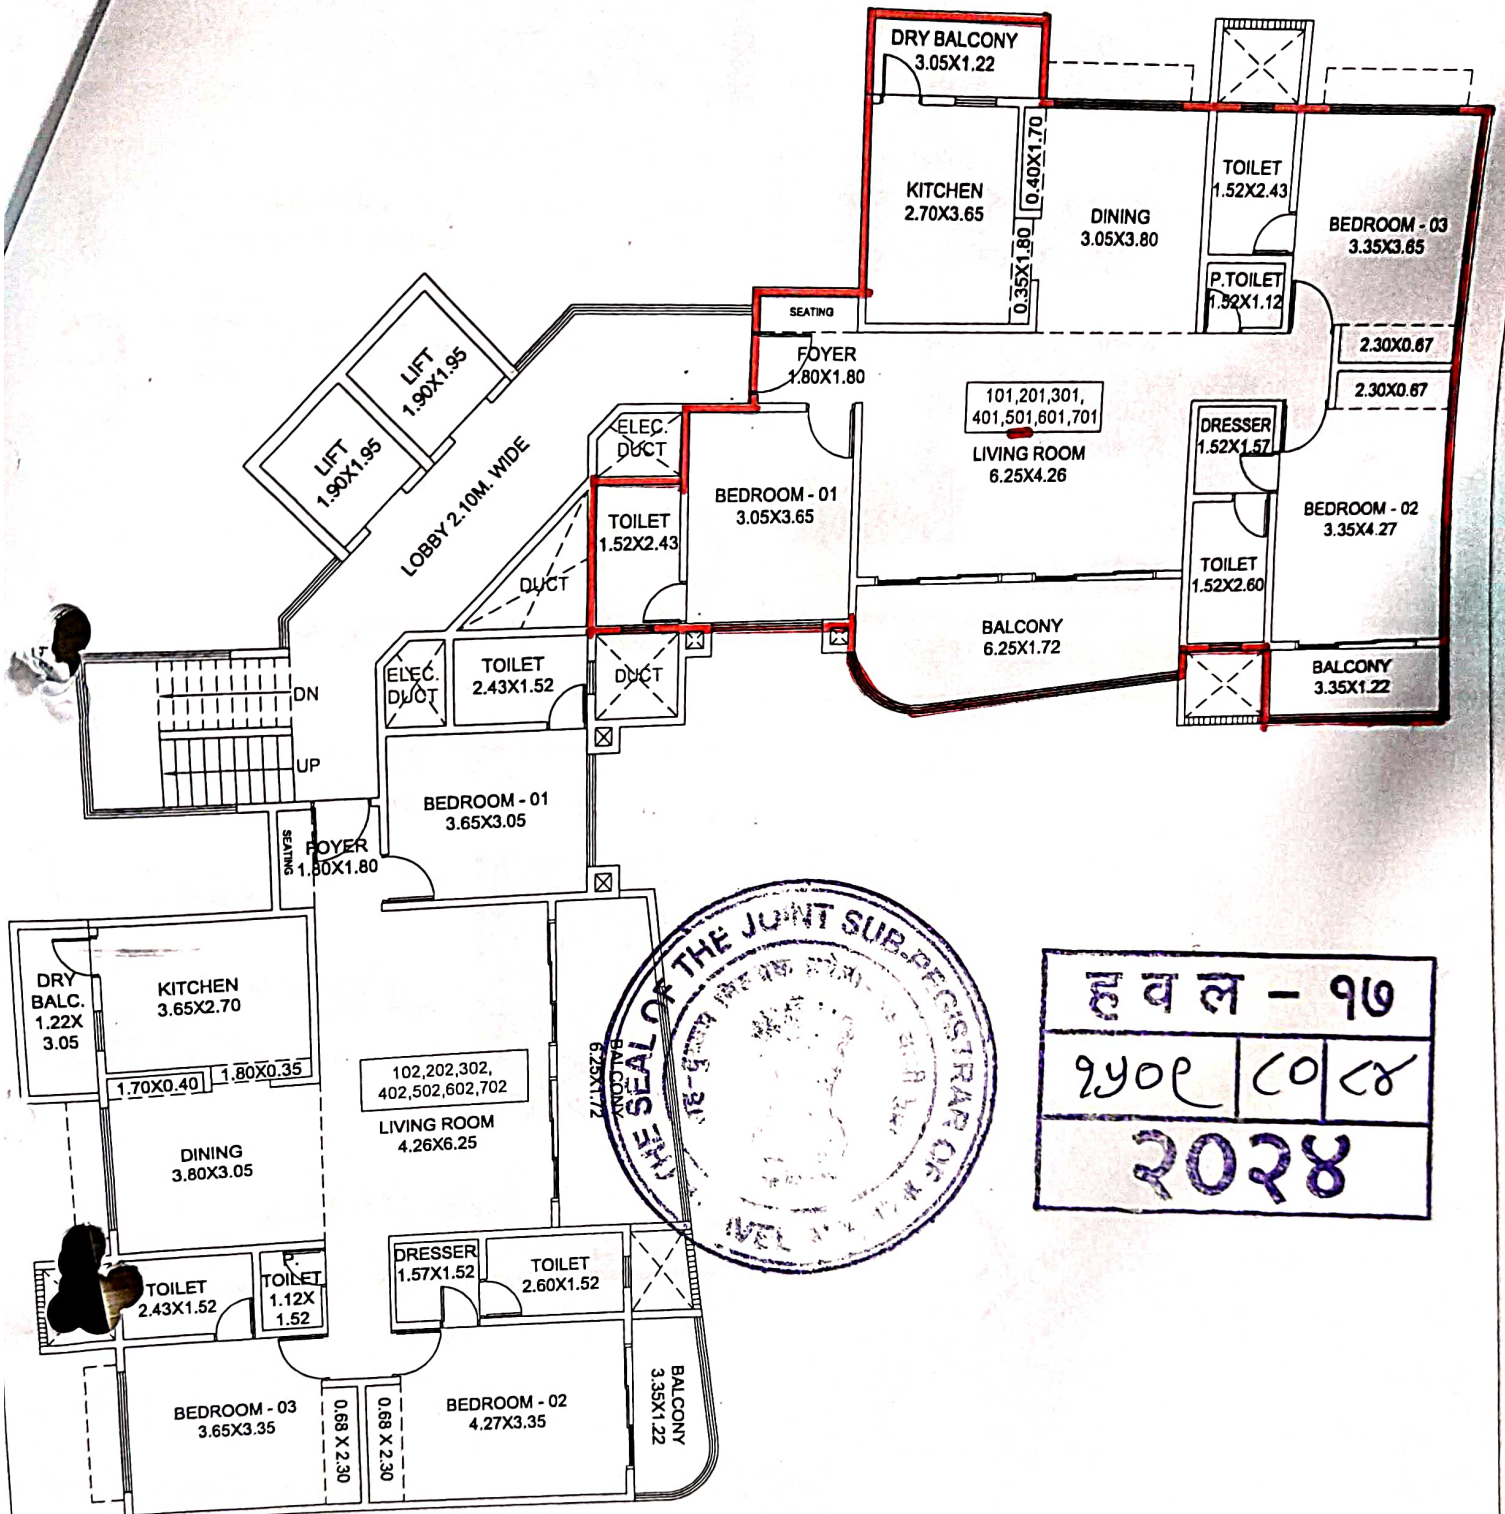 DRY BALCONY
3.05X1.22
KITCHEN
2.70X3.65
0.40X1.70
0.35X1.80
DINING
3.05X3.80
TOILET
1.52X2.43
BEDROOM - 03
3.35X3.65
P.TOILET
1.52X1.12
2.30X0.67
2.30X0.67
SEATING
FOYER
1.80X1.80
101,201,301,
401,501,601,701
LIVING ROOM
6.25X4.26
DRESSER
1.52X1.57
BEDROOM - 02
3.35X4.27
TOILET
1.52X2.60
BALCONY
6.25X1.72
BALCONY
3.35X1.22
BEDROOM - 01
3.05X3.65
TOILET
1.52X2.43
ELEC.
DUCT
LIFT
1.90X1.95
LIFT
1.90X1.95
LOBBY 2.10M. WIDE
DUCT
DUCT
ELEC.
DUCT
TOILET
2.43X1.52
DN
UP
BEDROOM - 01
3.65X3.05
SEATING
FOYER
1.80X1.80
DRY
BALC.
1.22X
3.05
KITCHEN
3.65X2.70
1.70X0.40
1.80X0.35
102,202,302,
402,502,602,702
LIVING ROOM
4.26X6.25
BALCONY
6.25X1.72
DINING
3.80X3.05
TOILET
2.43X1.52
P.
TOILET
1.12X
1.52
DRESSER
1.57X1.52
TOILET
2.60X1.52
BEDROOM - 03
3.65X3.35
0.68 X 2.30
0.68 X 2.30
BEDROOM - 02
4.27X3.35
BALCONY
3.35X1.22
THE SEAL OF THE JOINT SUB-REGISTRAR OF
ह व ल - १७
१५०९ ८० ८४
२०२४